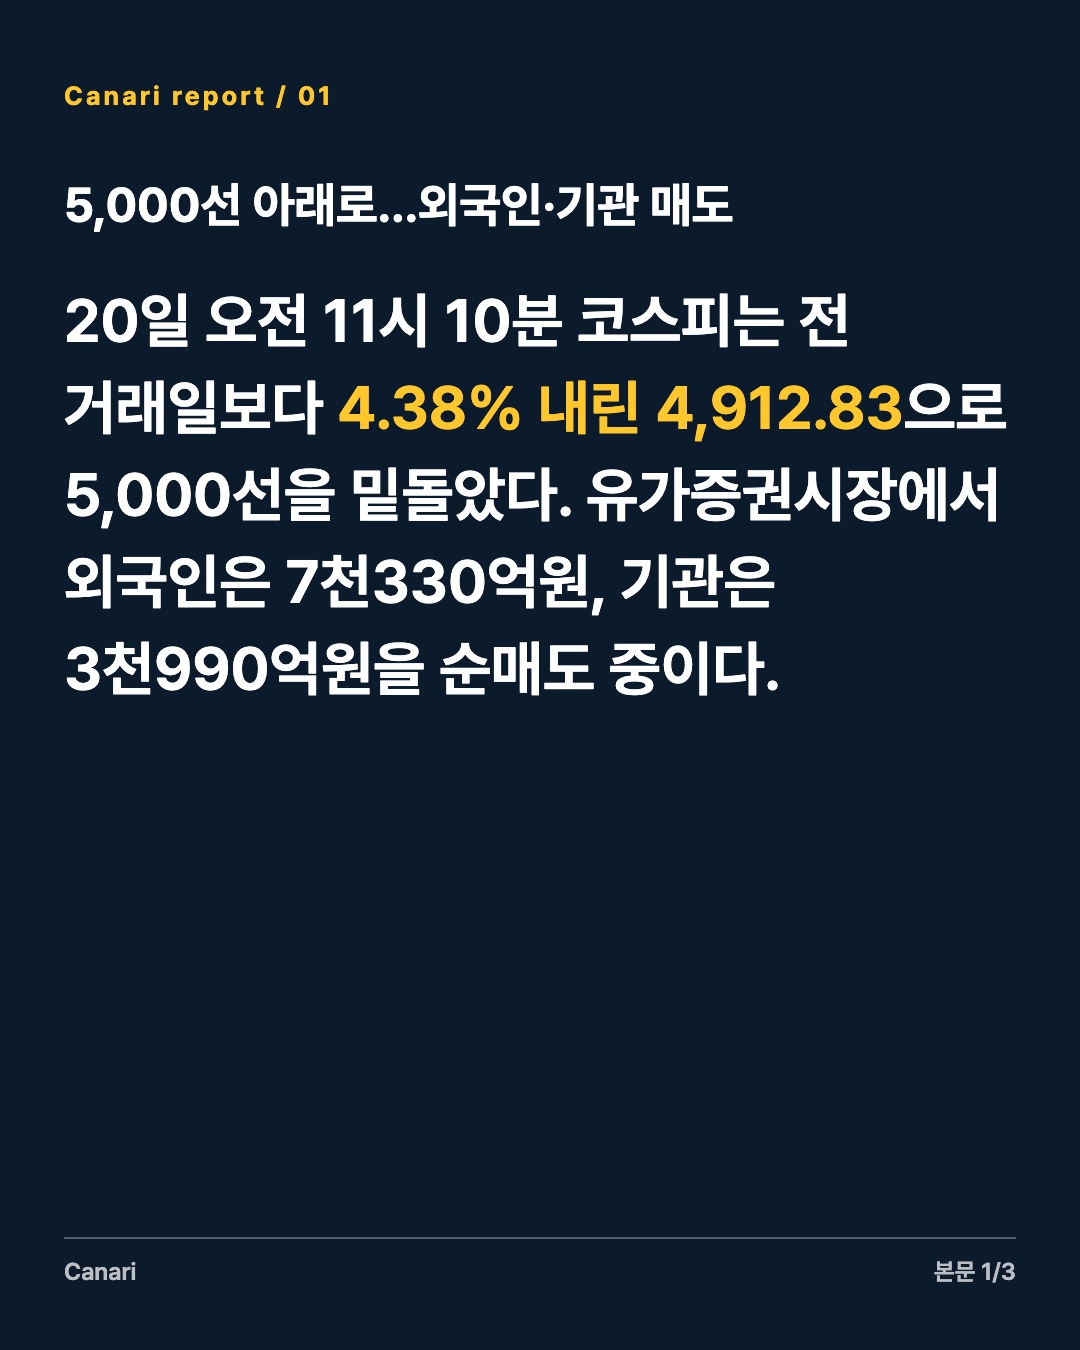 Canari report / 01
5,000선 아래로...외국인·기관 매도
20일 오전 11시 10분 코스피는 전
거래일보다 4.38% 내린 4,912.83으로
5,000선을 밑돌았다. 유가증권시장에서
외국인은 7천330억원, 기관은
3천990억원을 순매도 중이다.
Canari
본문 1/3